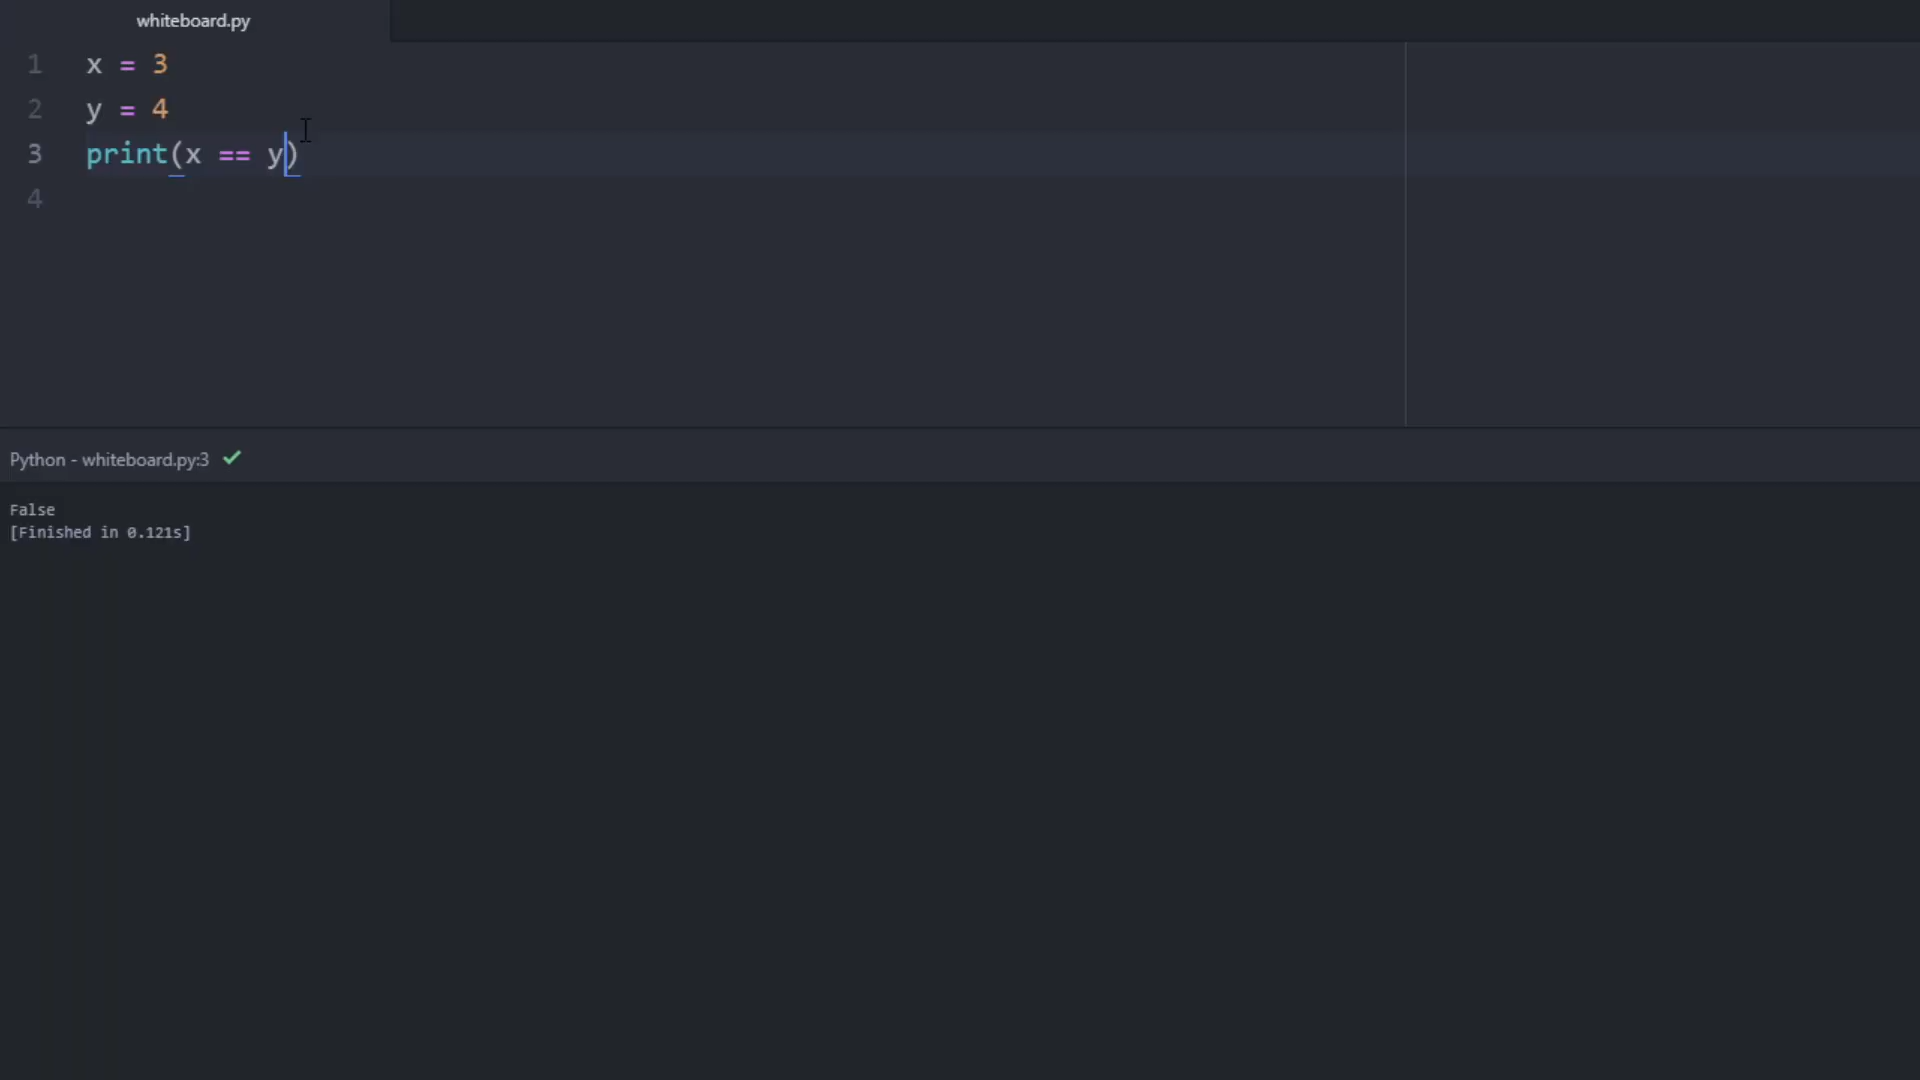 whiteboard.py
1 x = 3
2 y = 4
3 print(x == y)
4
Python - whiteboard.py:3
False
[Finished in 0.121s]